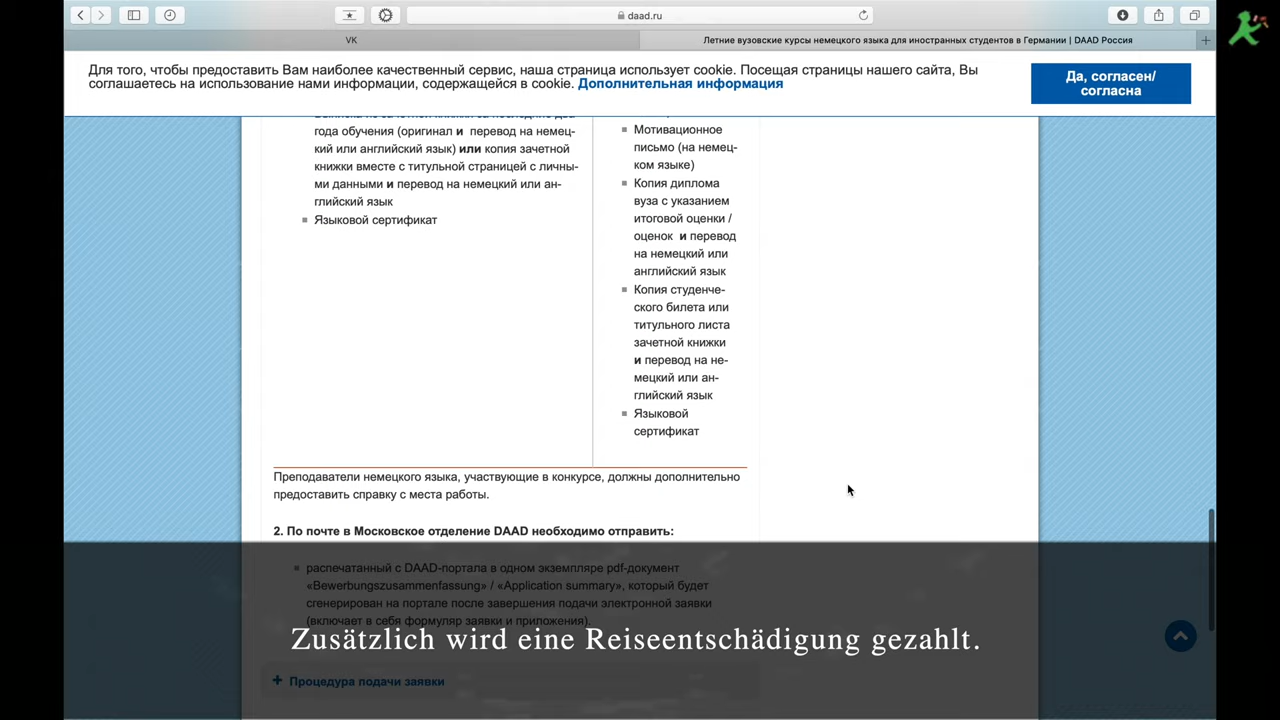 daad.ru
VK
Летние вузовские курсы немецкого языка для иностранных студентов в Германии | DAAD Россия
Для того, чтобы предоставить Вам наиболее качественный сервис, наша страница использует cookie. Посещая страницы нашего сайта, Вы
соглашаетесь на использование нами информации, содержащейся в cookie. Дополнительная информация
Да, согласен/
согласна
года обучения (оригинал и перевод на немец-
кий или английский язык) или копия зачетной
книжки вместе с титульной страницей с личны-
ми данными и перевод на немецкий или ан-
глийский язык
Языковой сертификат
Мотивационное
письмо (на немец-
ком языке)
Копия диплома
вуза с указанием
итоговой оценки /
оценок и перевод
на немецкий или
английский язык
Копия студенче-
ского билета или
титульного листа
зачетной книжки
и перевод на не-
мецкий или ан-
глийский язык
Языковой
сертификат
Преподаватели немецкого языка, участвующие в конкурсе, должны дополнительно
предоставить справку с места работы.
2. По почте в Московское отделение DAAD необходимо отправить:
распечатанный с DAAD-портала в одном экземпляре pdf-документ
«Bewerbungszusammenfassung» / «Application summary», который будет
сгенерирован на портале после завершения подачи электронной заявки
(включает в себя формуляр заявки и приложения).
Zusätzlich wird eine Reiseentschädigung gezahlt.
Процедура подачи заявки